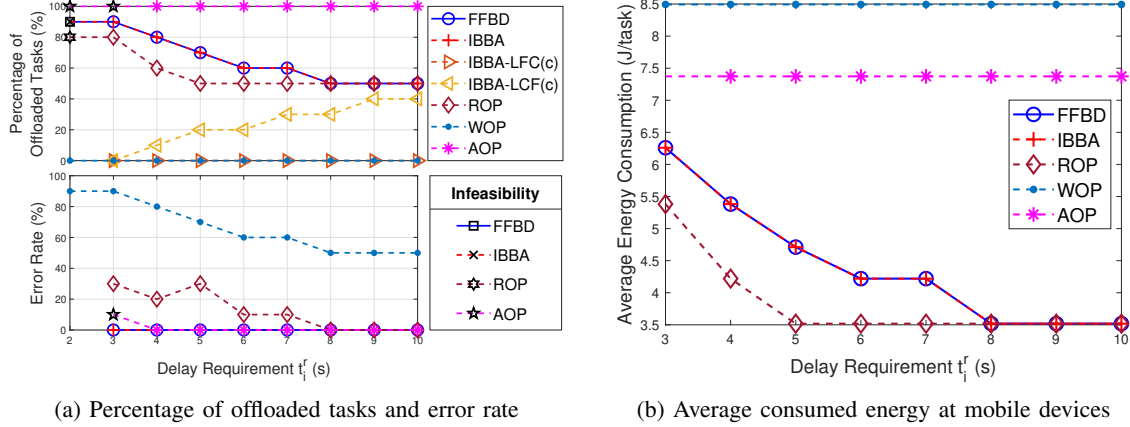 Percentage of
Offloaded Tasks (%)
100
80
60
40
20
0
FFBD
IBBA
IBBA-LFC(c)
IBBA-LCF(c)
ROP
WOP
AOP
Error Rate (%)
100
80
60
40
20
0
2 3 4 5 6 7 8 9 10
Delay Requirement t_i^r (s)
Infeasibility
FFBD
IBBA
ROP
AOP
(a) Percentage of offloaded tasks and error rate
Average Energy Consumption (J/task)
8.5
8
7.5
7
6.5
6
5.5
5
4.5
4
3.5
FFBD
IBBA
ROP
WOP
AOP
3 4 5 6 7 8 9 10
Delay Requirement t_i^r (s)
(b) Average consumed energy at mobile devices